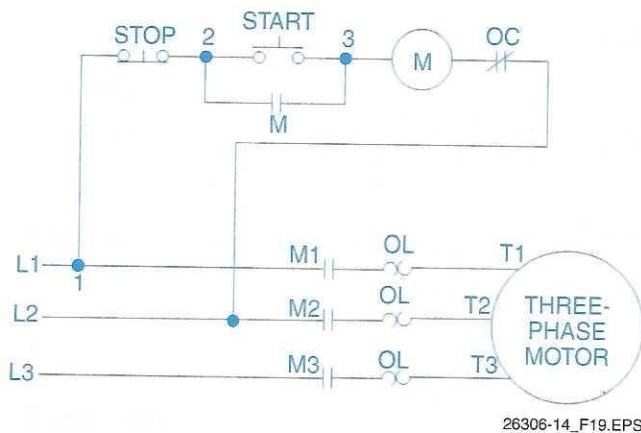 START
STOP
2
3
M
OC
M
L1
1
M1
OL
T1
L2
M2
OL
T2
THREE-
PHASE
MOTOR
L3
M3
OL
T3
26306-14_F19.EPS